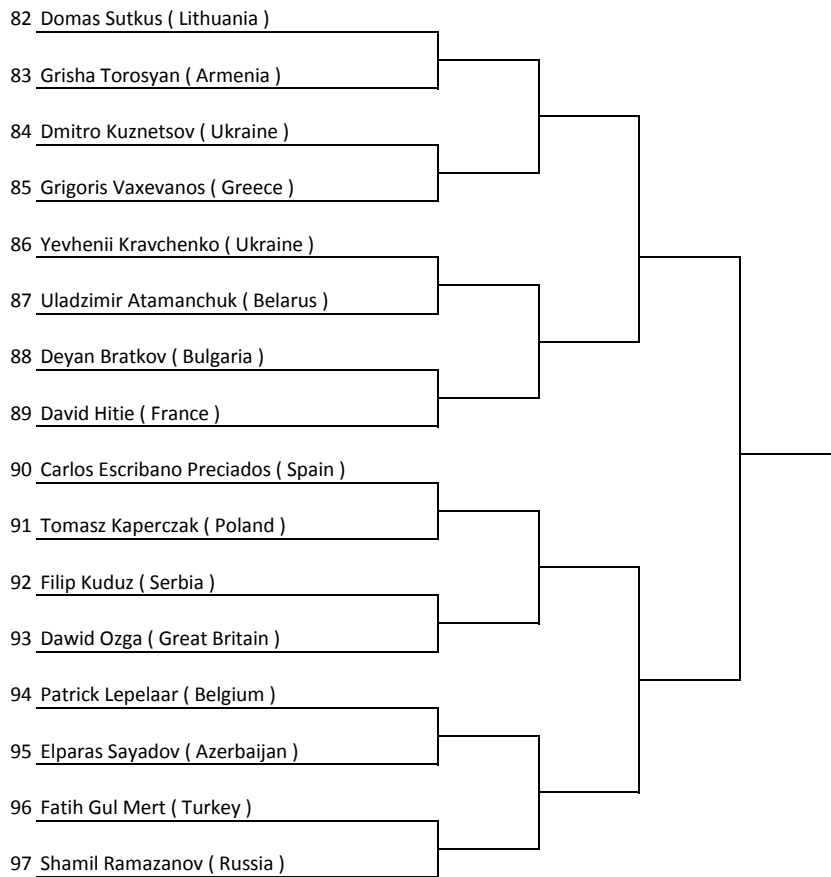 82 Domas Sutkus ( Lithuania )
83 Grisha Torosyan ( Armenia )
84 Dmitro Kuznetsov ( Ukraine )
85 Grigoris Vaxevanos ( Greece )
86 Yevhenii Kravchenko ( Ukraine )
87 Uladzimir Atamanchuk ( Belarus )
88 Deyan Bratkov ( Bulgaria )
89 David Hitie ( France )
90 Carlos Escribano Preciados ( Spain )
91 Tomasz Kaperczak ( Poland )
92 Filip Kuduz ( Serbia )
93 Dawid Ozga ( Great Britain )
94 Patrick Lepelaar ( Belgium )
95 Elparas Sayadov ( Azerbaijan )
96 Fatih Gul Mert ( Turkey )
97 Shamil Ramazanov ( Russia )